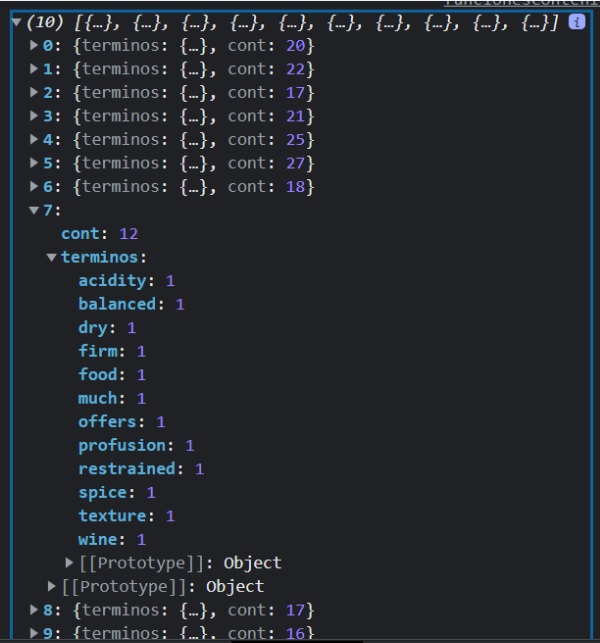 (10) [{…}, {…}, {…}, {…}, {…}, {…}, {…}, {…}, {…}, {…}] i
0: {terminos: {…}, cont: 20}
1: {terminos: {…}, cont: 22}
2: {terminos: {…}, cont: 17}
3: {terminos: {…}, cont: 21}
4: {terminos: {…}, cont: 25}
5: {terminos: {…}, cont: 27}
6: {terminos: {…}, cont: 18}
7:
cont: 12
terminos:
acidity: 1
balanced: 1
dry: 1
firm: 1
food: 1
much: 1
offers: 1
profusion: 1
restrained: 1
spice: 1
texture: 1
wine: 1
[[Prototype]]: Object
[[Prototype]]: Object
8: {terminos: {…}, cont: 17}
9: {terminos: {…}, cont: 16}